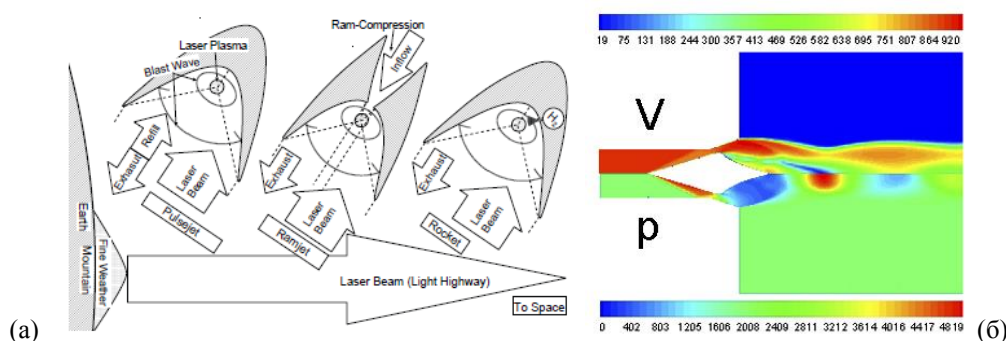 Ram-Compression
Laser Plasma
Blast Wave
Inflow
H₂
Refill
Exhasut
Laser
Beam
Exhaust
Laser
Beam
Exhaust
Laser
Beam
Pulsejet
Ramjet
Rocket
Earth
Mountain
Fine Weather
Laser Beam (Light Highway)
To Space
(а)
19 75 131 188 244 300 357 413 469 526 582 638 695 751 807 864 920
V
p
0 402 803 1205 1606 2008 2409 2811 3212 3614 4016 4417 4819
(б)